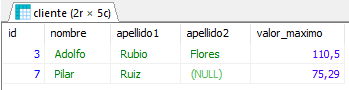 cliente (2r × 5c)
id nombre apellido1 apellido2 valor_maximo
3 Adolfo Rubio Flores 110,5
7 Pilar Ruiz (NULL) 75,29